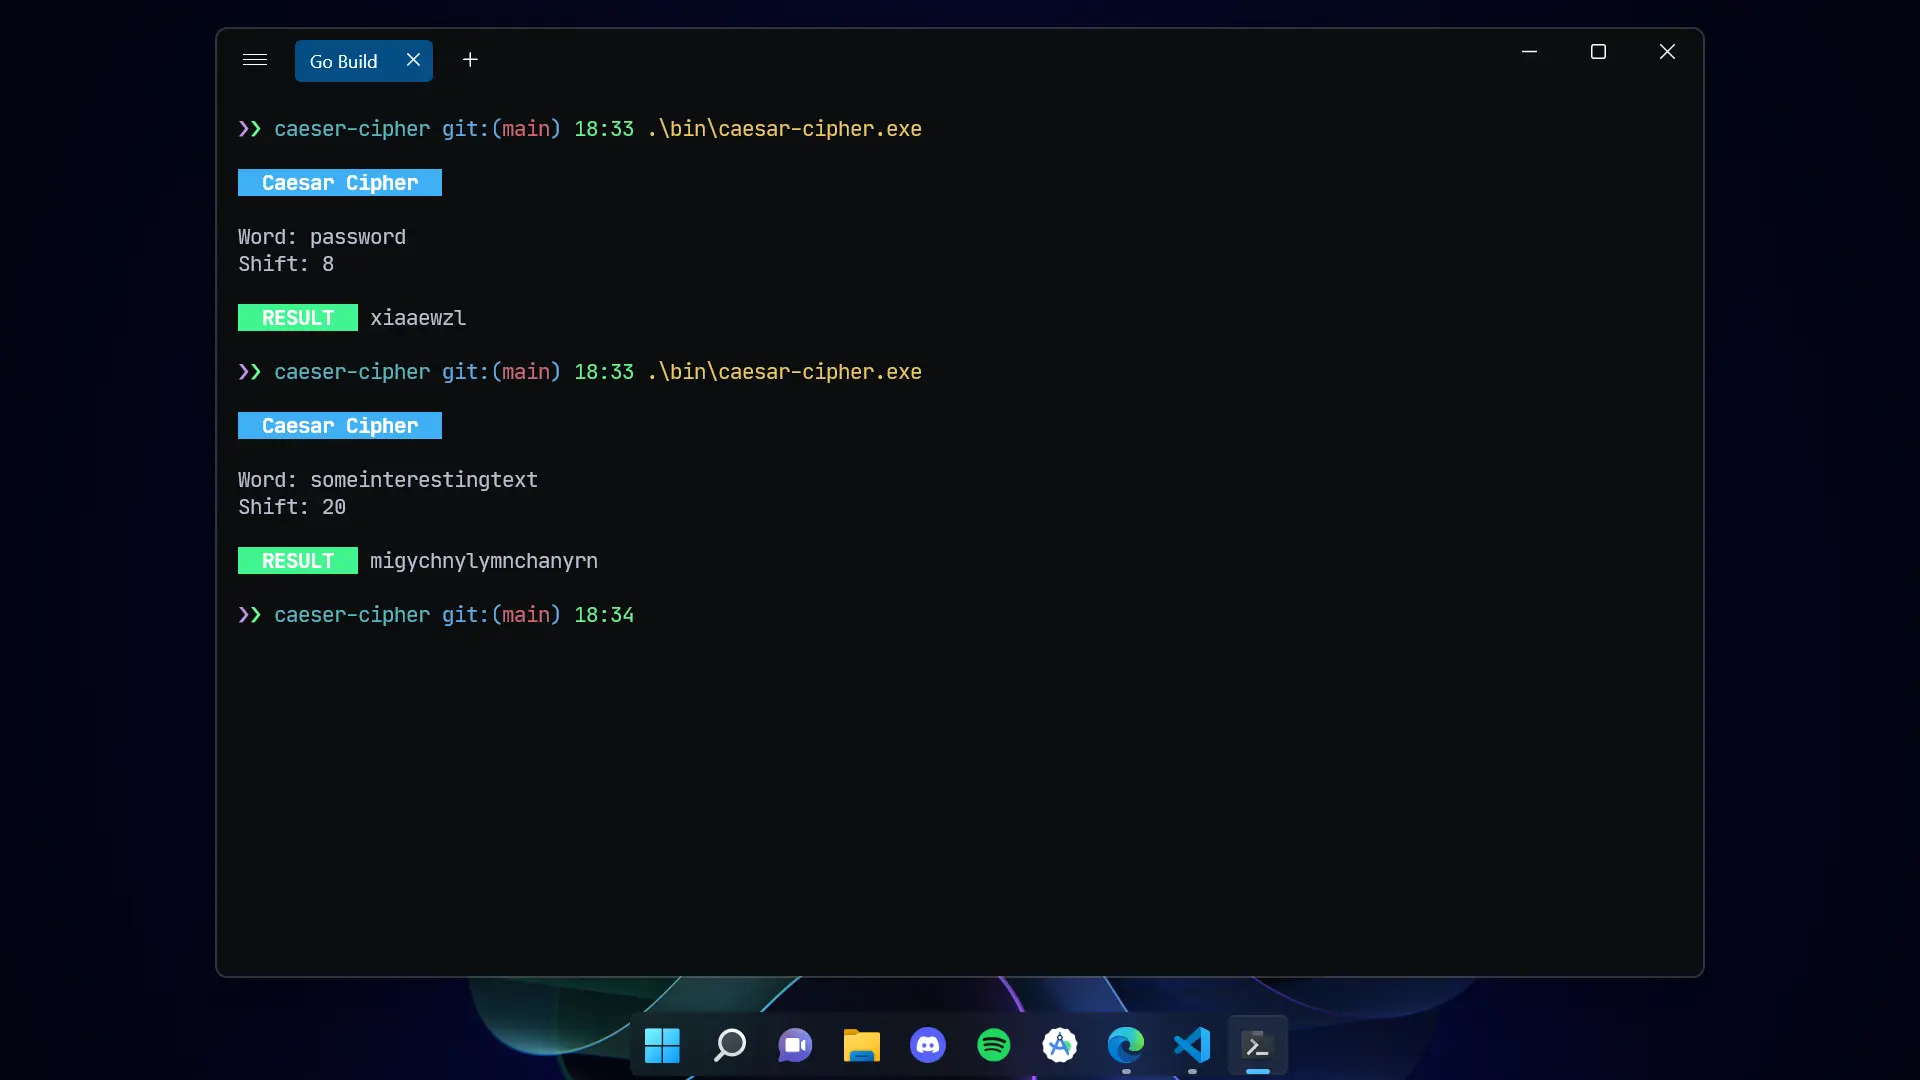 Go Build
❯❯ caeser-cipher git:(main) 18:33 .\bin\caesar-cipher.exe
Caesar Cipher
Word: password
Shift: 8
RESULT xiaaewzl
❯❯ caeser-cipher git:(main) 18:33 .\bin\caesar-cipher.exe
Caesar Cipher
Word: someinterestingtext
Shift: 20
RESULT migychnylymnchanyrn
❯❯ caeser-cipher git:(main) 18:34